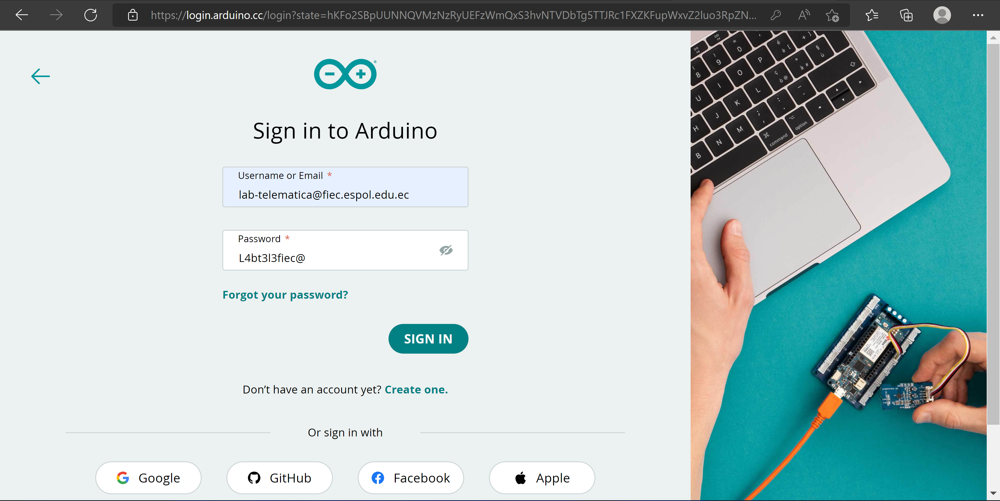 https://login.arduino.cc/login?state=hKFo2SBpUUNNQVMzNzRyUEFzWmQxS3hvNTVDbTg5TTJRc1FXZKFupWxvZ2luo3RpZN...
Sign in to Arduino
Username or Email *
lab-telematica@fiec.espol.edu.ec
Password *
L4bt3l3fiec@
Forgot your password?
SIGN IN
Don't have an account yet? Create one.
Or sign in with
Google
GitHub
Facebook
Apple
command
option